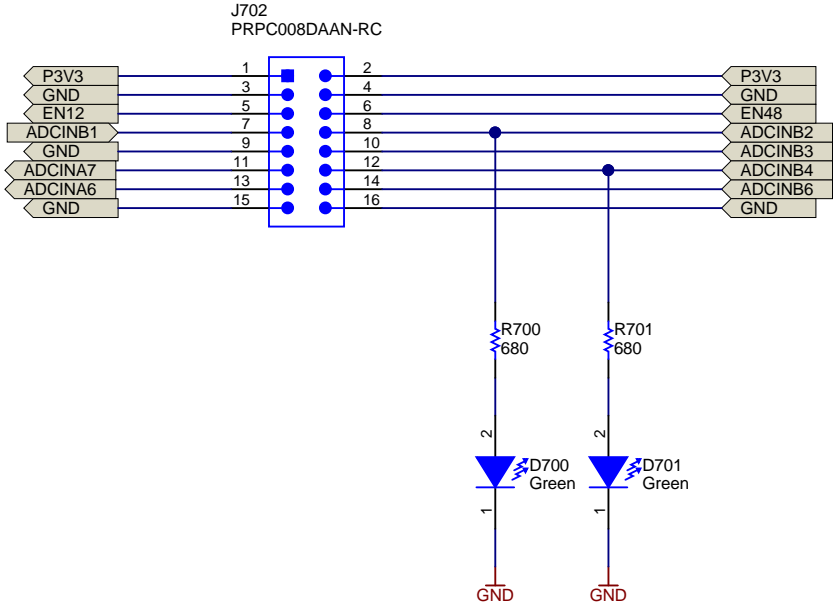 J702
PRPC008DAAN-RC
P3V3 1 2 P3V3
GND 3 4 GND
EN12 5 6 EN48
ADCINB1 7 8 ADCINB2
GND 9 10 ADCINB3
ADCINA7 11 12 ADCINB4
ADCINA6 13 14 ADCINB6
GND 15 16 GND
R700 R701
680 680
2 2
D700 D701
Green Green
1 1
GND GND